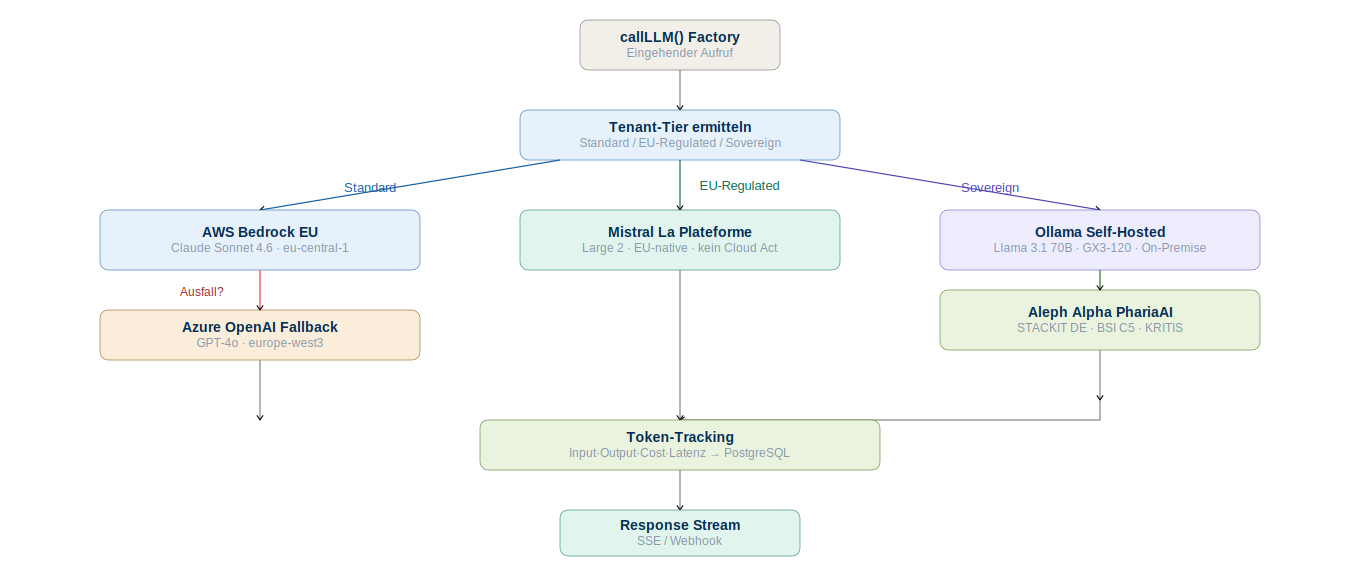 callLLM() Factory
Eingehender Aufruf
Tenant-Tier ermitteln
Standard / EU-Regulated / Sovereign
Standard
EU-Regulated
Sovereign
AWS Bedrock EU
Claude Sonnet 4.6 · eu-central-1
Mistral La Plateforme
Large 2 · EU-native · kein Cloud Act
Ollama Self-Hosted
Llama 3.1 70B · GX3-120 · On-Premise
Ausfall?
Azure OpenAI Fallback
GPT-4o · europe-west3
Aleph Alpha PhariaAI
STACKIT DE · BSI C5 · KRITIS
Token-Tracking
Input·Output·Cost·Latenz → PostgreSQL
Response Stream
SSE / Webhook